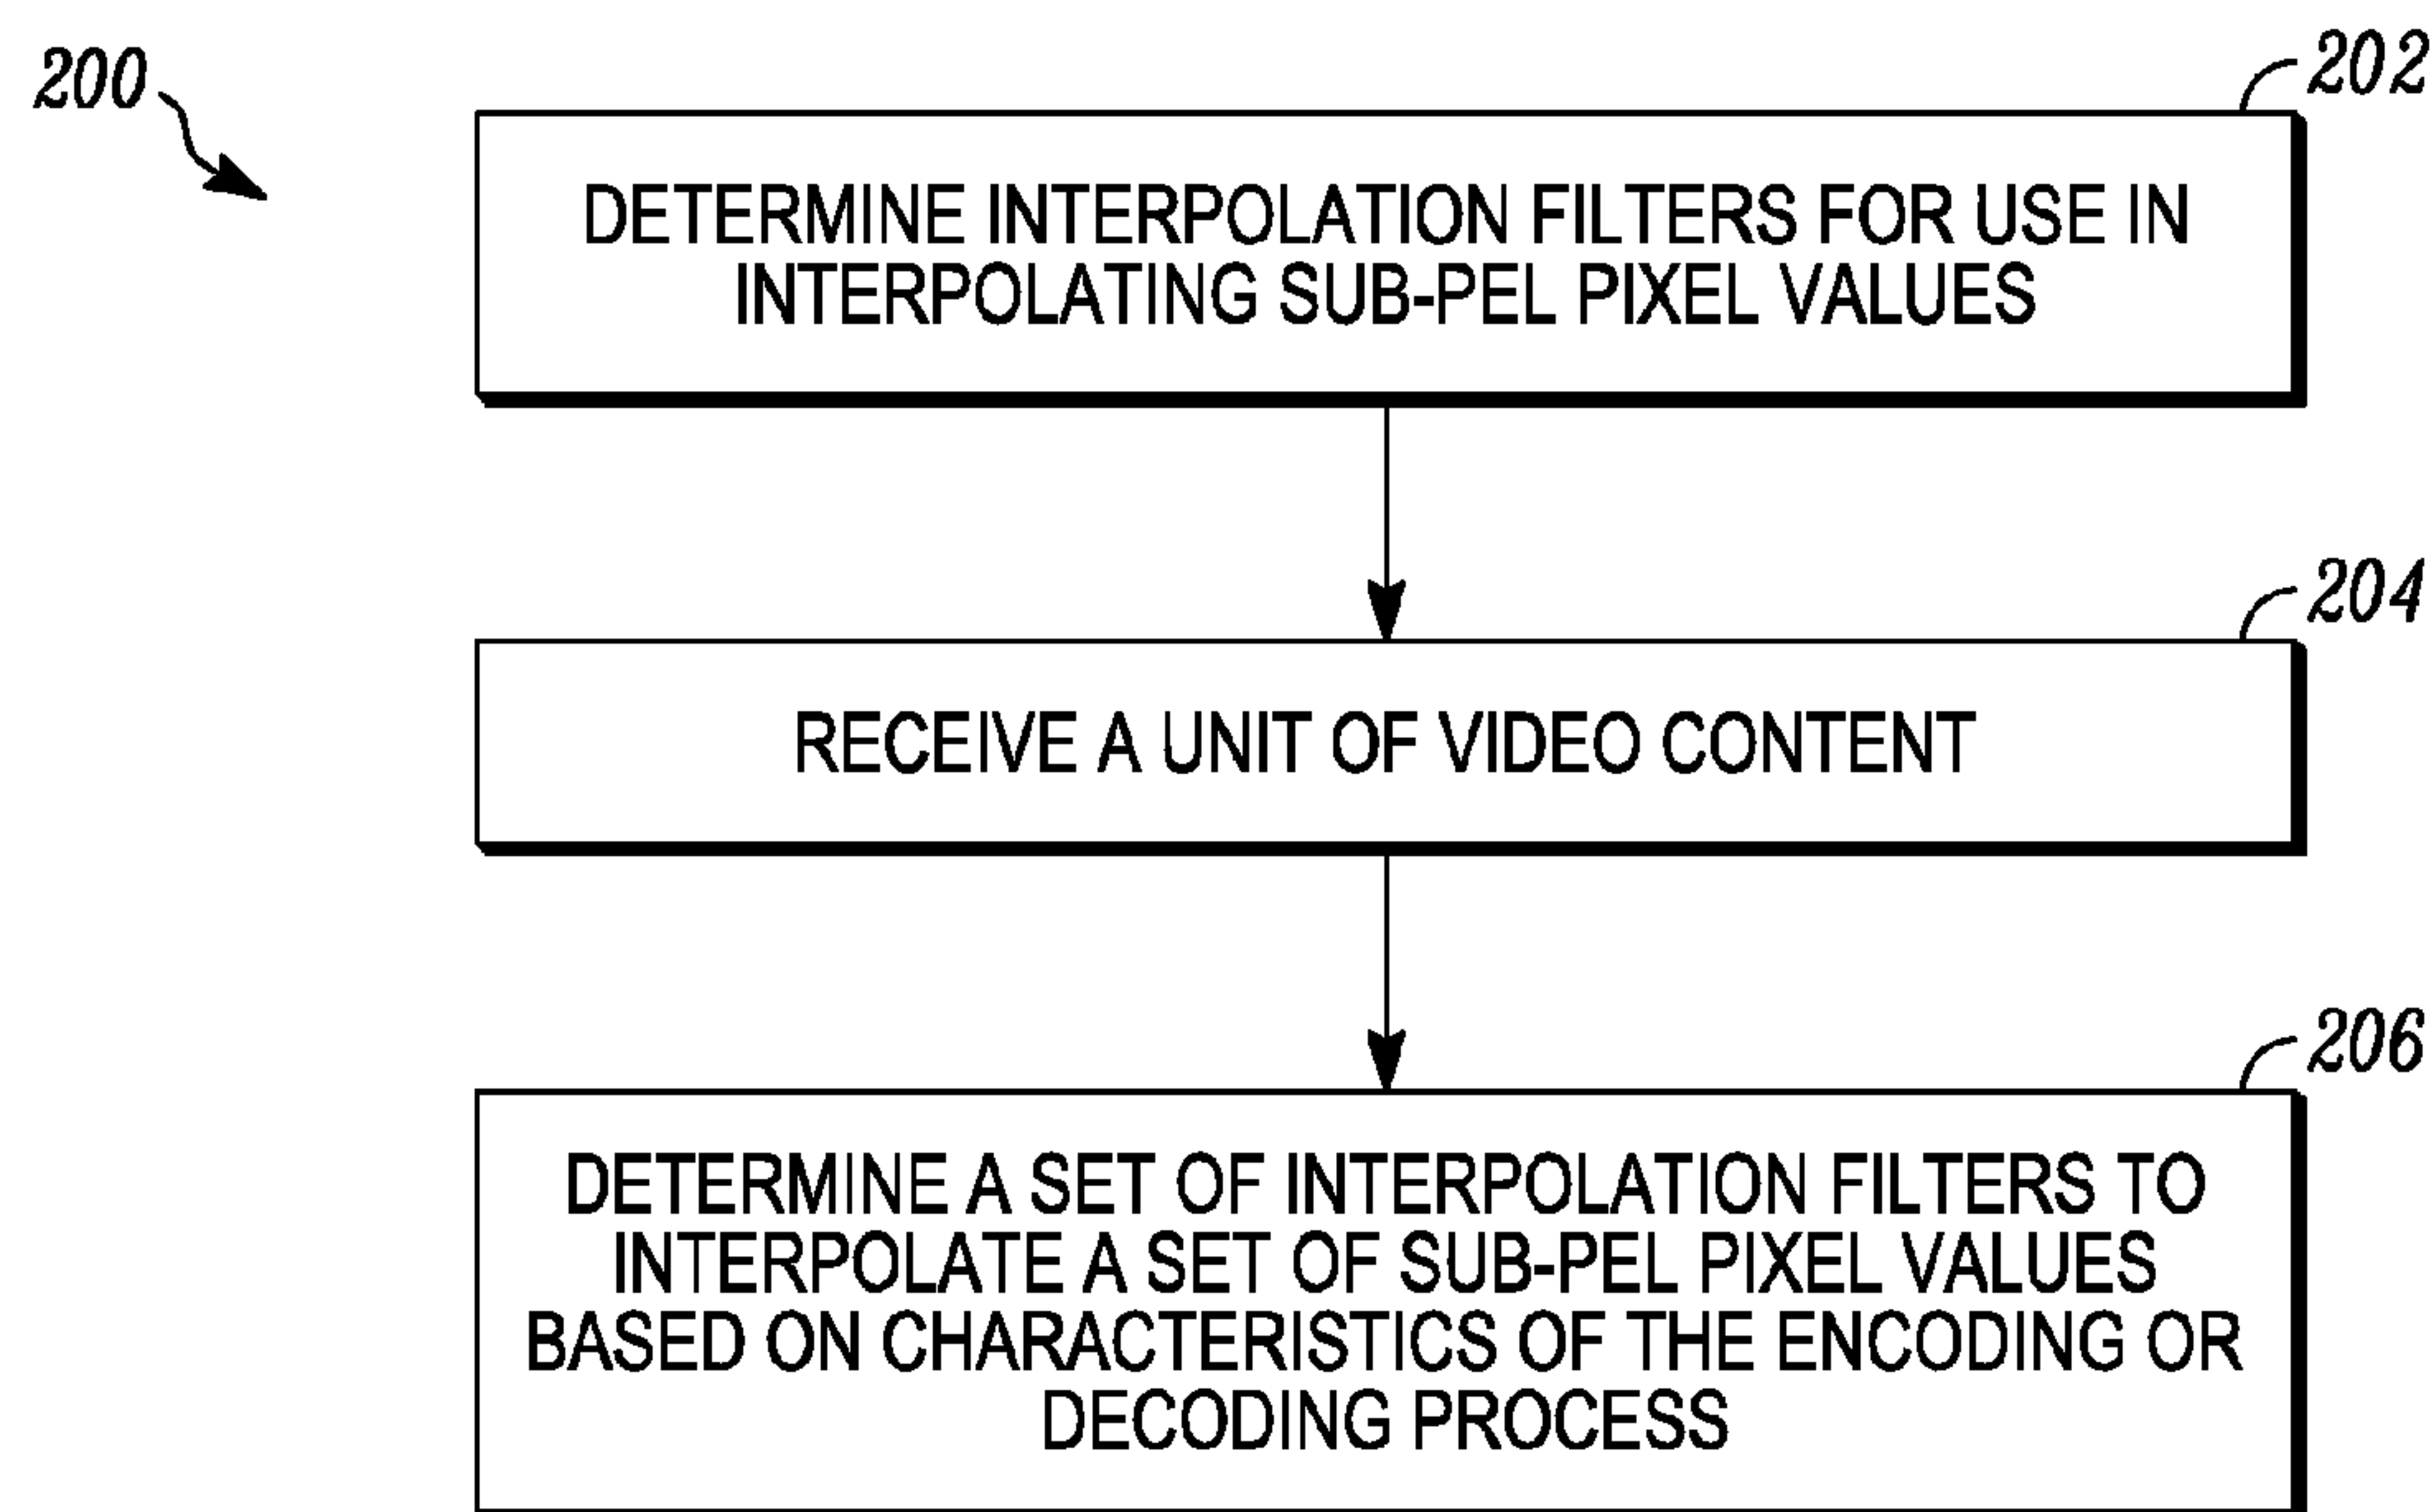 200
202
DETERMINE INTERPOLATION FILTERS FOR USE IN
INTERPOLATING SUB-PEL PIXEL VALUES
204
RECEIVE A UNIT OF VIDEO CONTENT
206
DETERMINE A SET OF INTERPOLATION FILTERS TO
INTERPOLATE A SET OF SUB-PEL PIXEL VALUES
BASED ON CHARACTERISTICS OF THE ENCODING OR
DECODING PROCESS